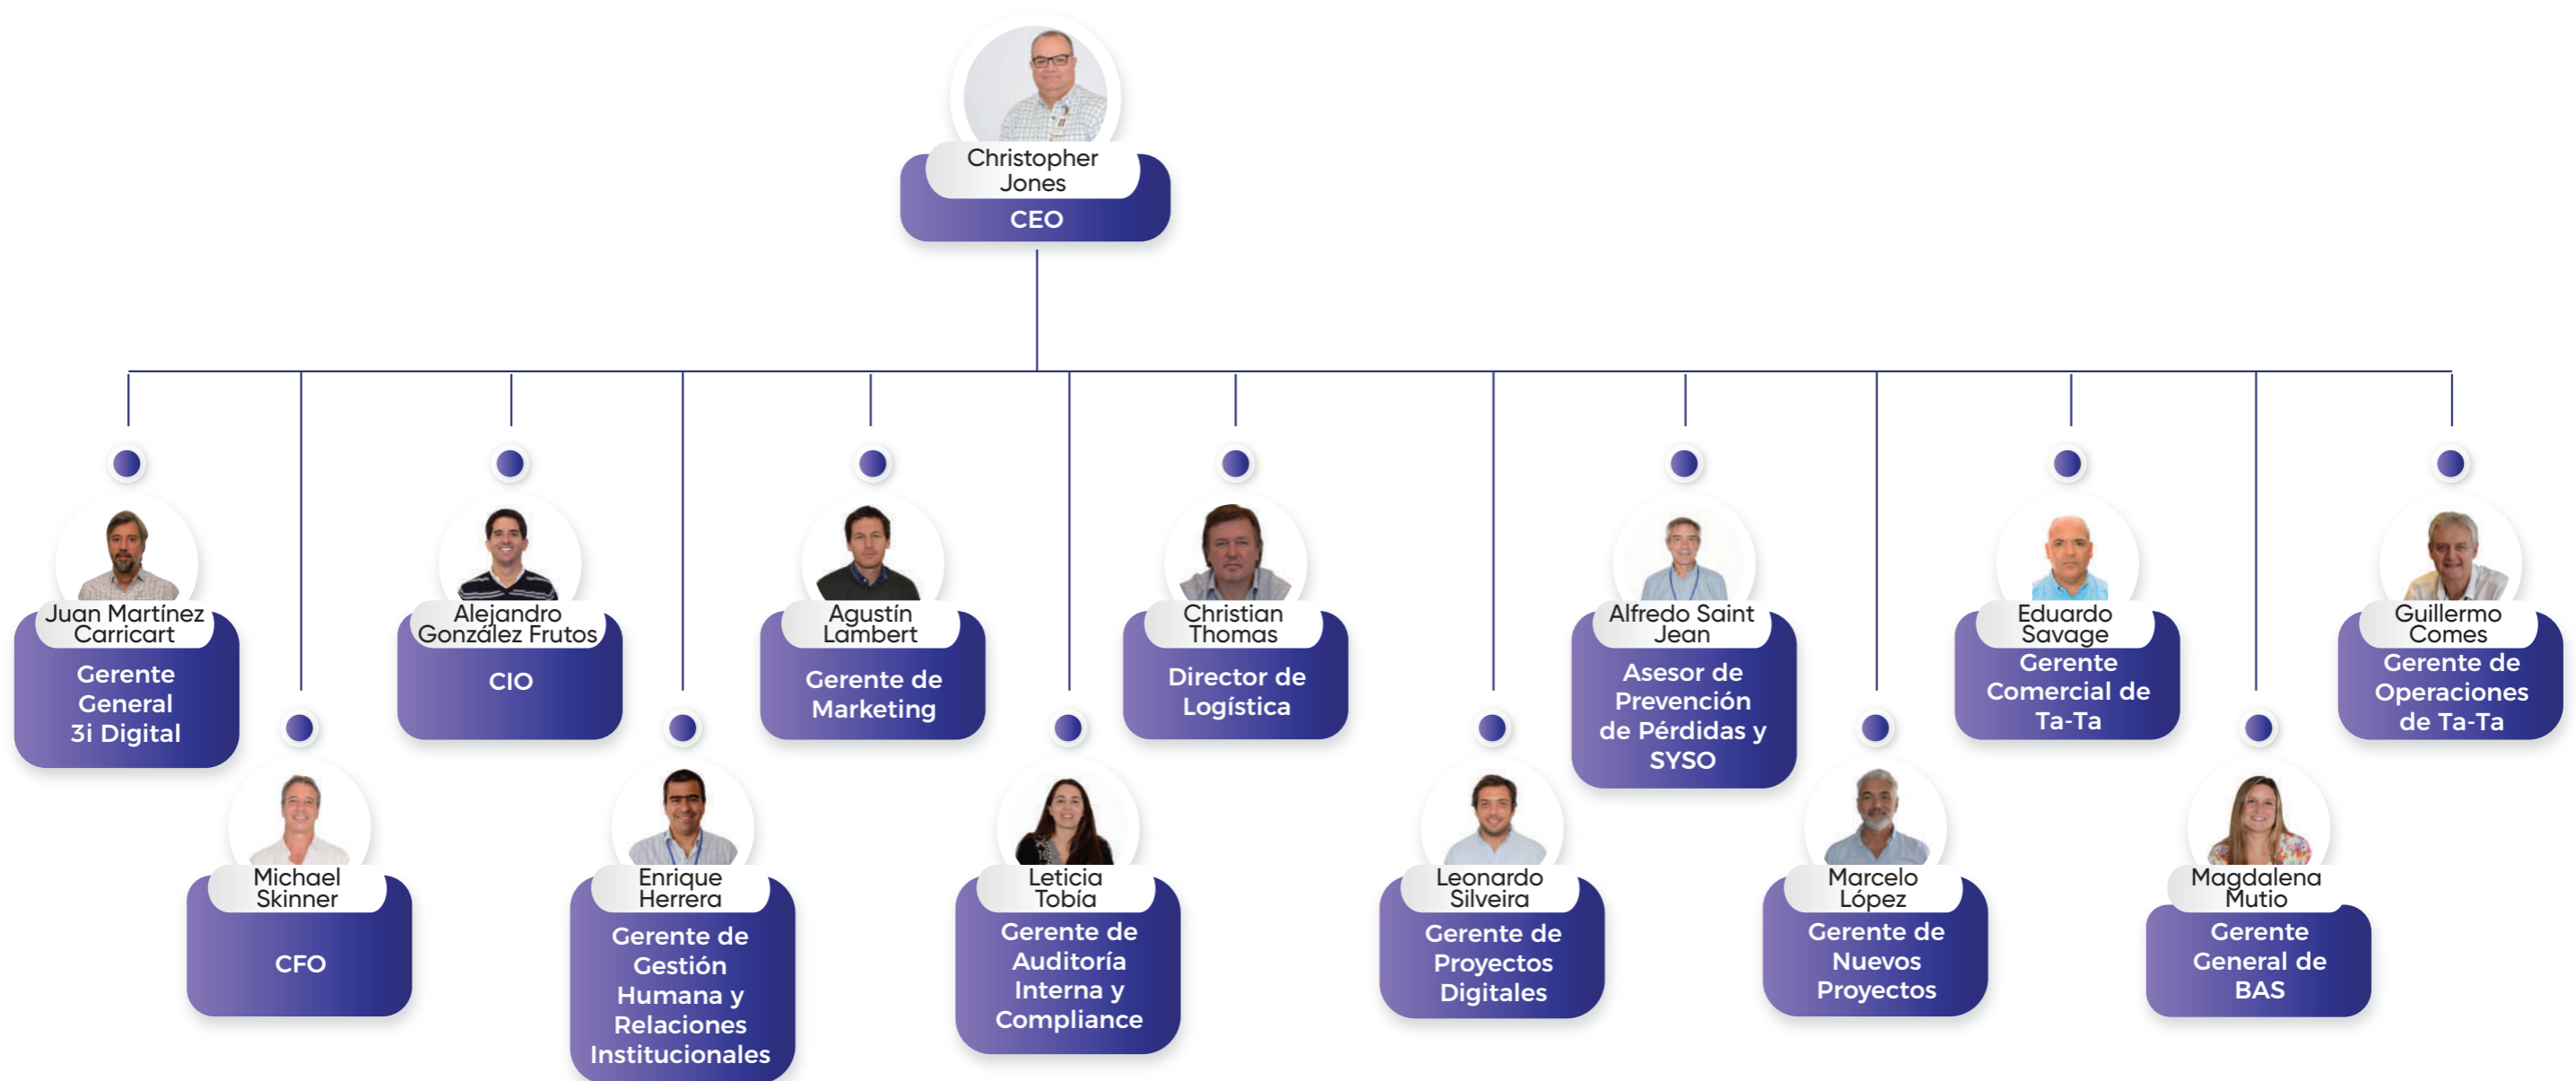 Christopher
Jones
CEO
Juan Martínez
Carricart
Gerente
General
3i Digital
Alejandro
González Frutos
CIO
Agustín
Lambert
Gerente de
Marketing
Christian
Thomas
Director de
Logística
Alfredo Saint
Jean
Asesor de
Prevención
de Pérdidas y
SYSO
Eduardo
Savage
Gerente
Comercial de
Ta-Ta
Guillermo
Comes
Gerente de
Operaciones
de Ta-Ta
Michael
Skinner
CFO
Enrique
Herrera
Gerente de
Gestión
Humana y
Relaciones
Institucionales
Leticia
Tobía
Gerente de
Auditoría
Interna y
Compliance
Leonardo
Silveira
Gerente de
Proyectos
Digitales
Marcelo
López
Gerente de
Nuevos
Proyectos
Magdalena
Mutio
Gerente
General de
BAS